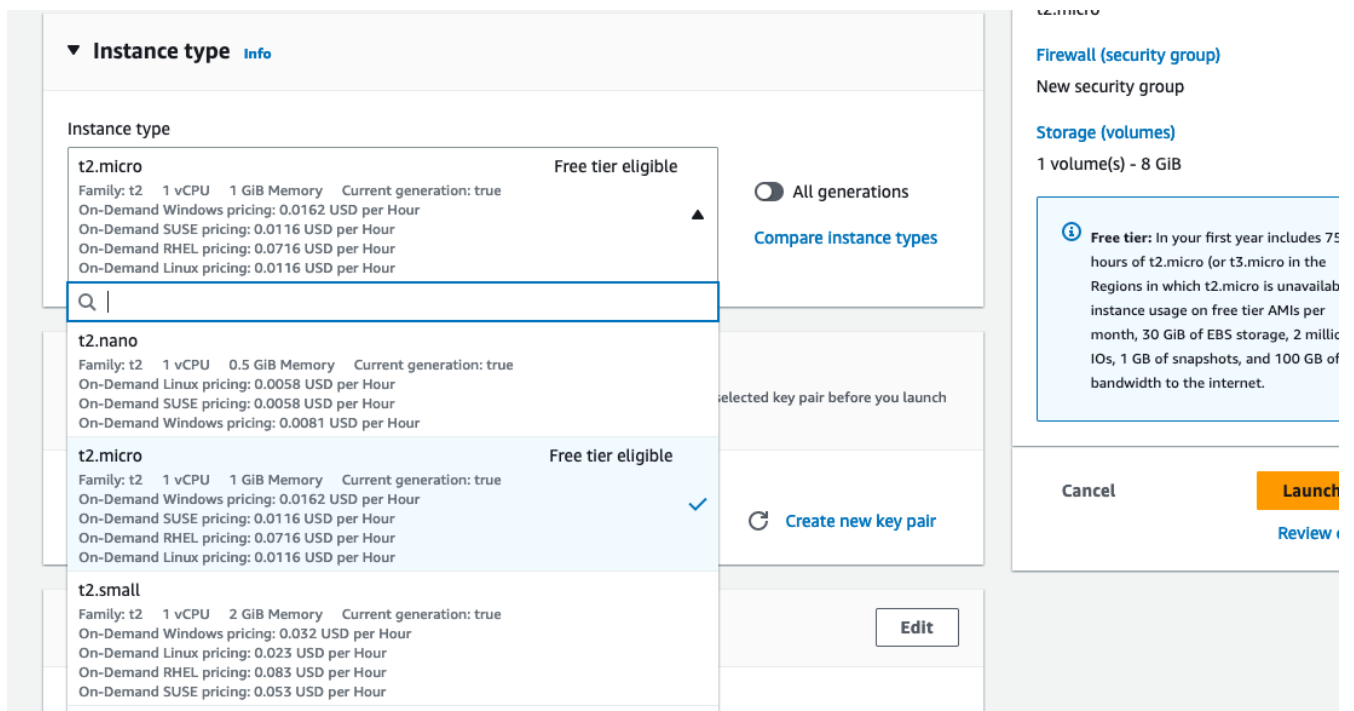 Instance type Info
Instance type
t2.micro Free tier eligible
Family: t2 1 vCPU 1 GiB Memory Current generation: true
On-Demand Windows pricing: 0.0162 USD per Hour
On-Demand SUSE pricing: 0.0116 USD per Hour
On-Demand RHEL pricing: 0.0716 USD per Hour
On-Demand Linux pricing: 0.0116 USD per Hour
All generations
Compare instance types
t2.nano
Family: t2 1 vCPU 0.5 GiB Memory Current generation: true
On-Demand Linux pricing: 0.0058 USD per Hour
On-Demand SUSE pricing: 0.0058 USD per Hour
On-Demand Windows pricing: 0.0081 USD per Hour
t2.micro Free tier eligible
Family: t2 1 vCPU 1 GiB Memory Current generation: true
On-Demand Windows pricing: 0.0162 USD per Hour
On-Demand SUSE pricing: 0.0116 USD per Hour
On-Demand RHEL pricing: 0.0716 USD per Hour
On-Demand Linux pricing: 0.0116 USD per Hour
t2.small
Family: t2 1 vCPU 2 GiB Memory Current generation: true
On-Demand Windows pricing: 0.032 USD per Hour
On-Demand Linux pricing: 0.023 USD per Hour
On-Demand RHEL pricing: 0.083 USD per Hour
On-Demand SUSE pricing: 0.053 USD per Hour
selected key pair before you launch
Create new key pair
Edit
t2.micro
Firewall (security group)
New security group
Storage (volumes)
1 volume(s) - 8 GiB
Free tier: In your first year includes 75
hours of t2.micro (or t3.micro in the
Regions in which t2.micro is unavailab
instance usage on free tier AMIs per
month, 30 GiB of EBS storage, 2 millio
IOs, 1 GB of snapshots, and 100 GB of
bandwidth to the internet.
Cancel
Launch
Review